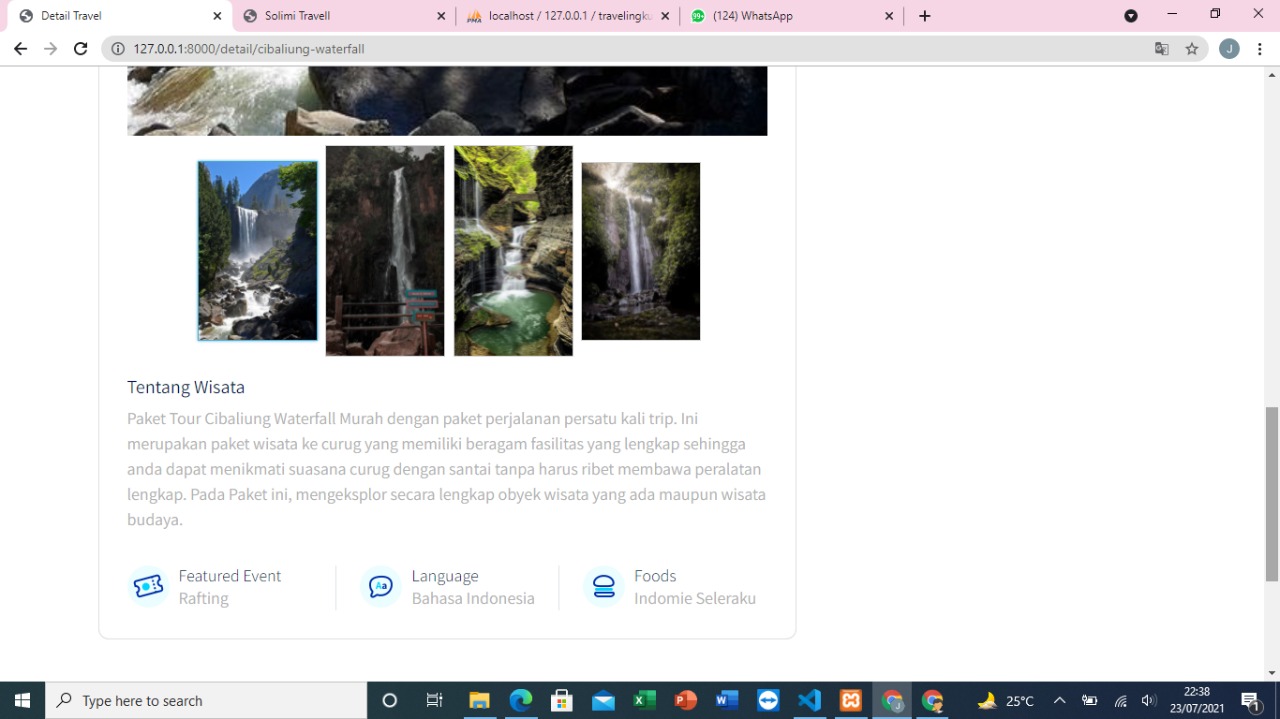 Detail Travel
Solimi Travell
localhost / 127.0.0.1 / travelingku
(124) WhatsApp
127.0.0.1:8000/detail/cibaliung-waterfall
J
Tentang Wisata
Paket Tour Cibaliung Waterfall Murah dengan paket perjalanan persatu kali trip. Ini
merupakan paket wisata ke curug yang memiliki beragam fasilitas yang lengkap sehingga
anda dapat menikmati suasana curug dengan santai tanpa harus ribet membawa peralatan
lengkap. Pada Paket ini, mengeksplor secara lengkap obyek wisata yang ada maupun wisata
budaya.
Featured Event
Rafting
Language
Bahasa Indonesia
Foods
Indomie Seleraku
Type here to search
25°C
22:38
23/07/2021